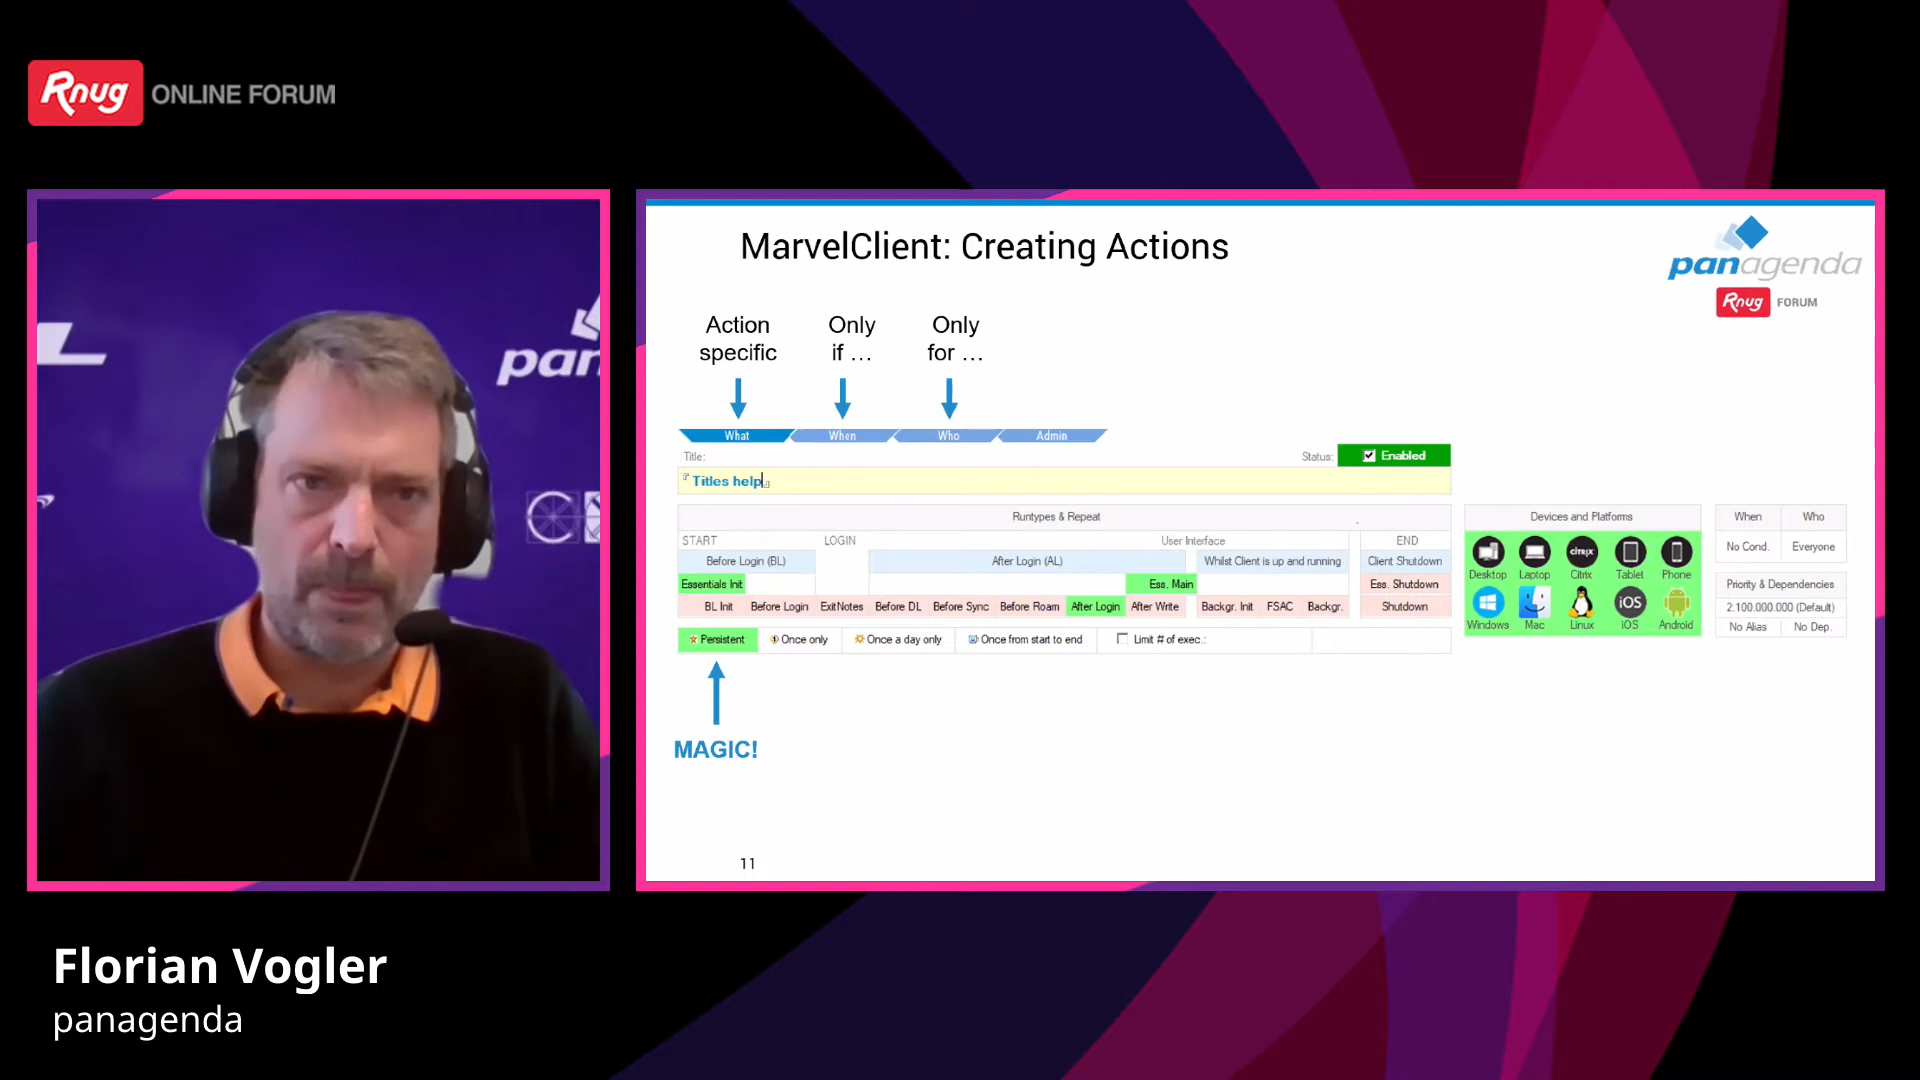 Rnug ONLINE FORUM
pan
MarvelClient: Creating Actions
panagenda
Rnug FORUM
Action specific
Only if …
Only for …
What When Who Admin
Title: Status: Enabled
Titles help
Runtypes & Repeat
START LOGIN User Interface END
Before Login (BL) After Login (AL) Whilst Client is up and running Client Shutdown
Essentials Init Ess. Main Ess. Shutdown
BL Init Before Login ExitNotes Before DL Before Sync Before Roam After Login After Write Backgr. Init FSAC Backgr. Shutdown
Persistent Once only Once a day only Once from start to end Limit # of exec.:
Devices and Platforms
citrix
Desktop Laptop Citrix Tablet Phone
iOS
Windows Mac Linux iOS Android
When Who
No Cond. Everyone
Priority & Dependencies
2.100.000.000 (Default)
No Alias No Dep.
MAGIC!
11
Florian Vogler
panagenda